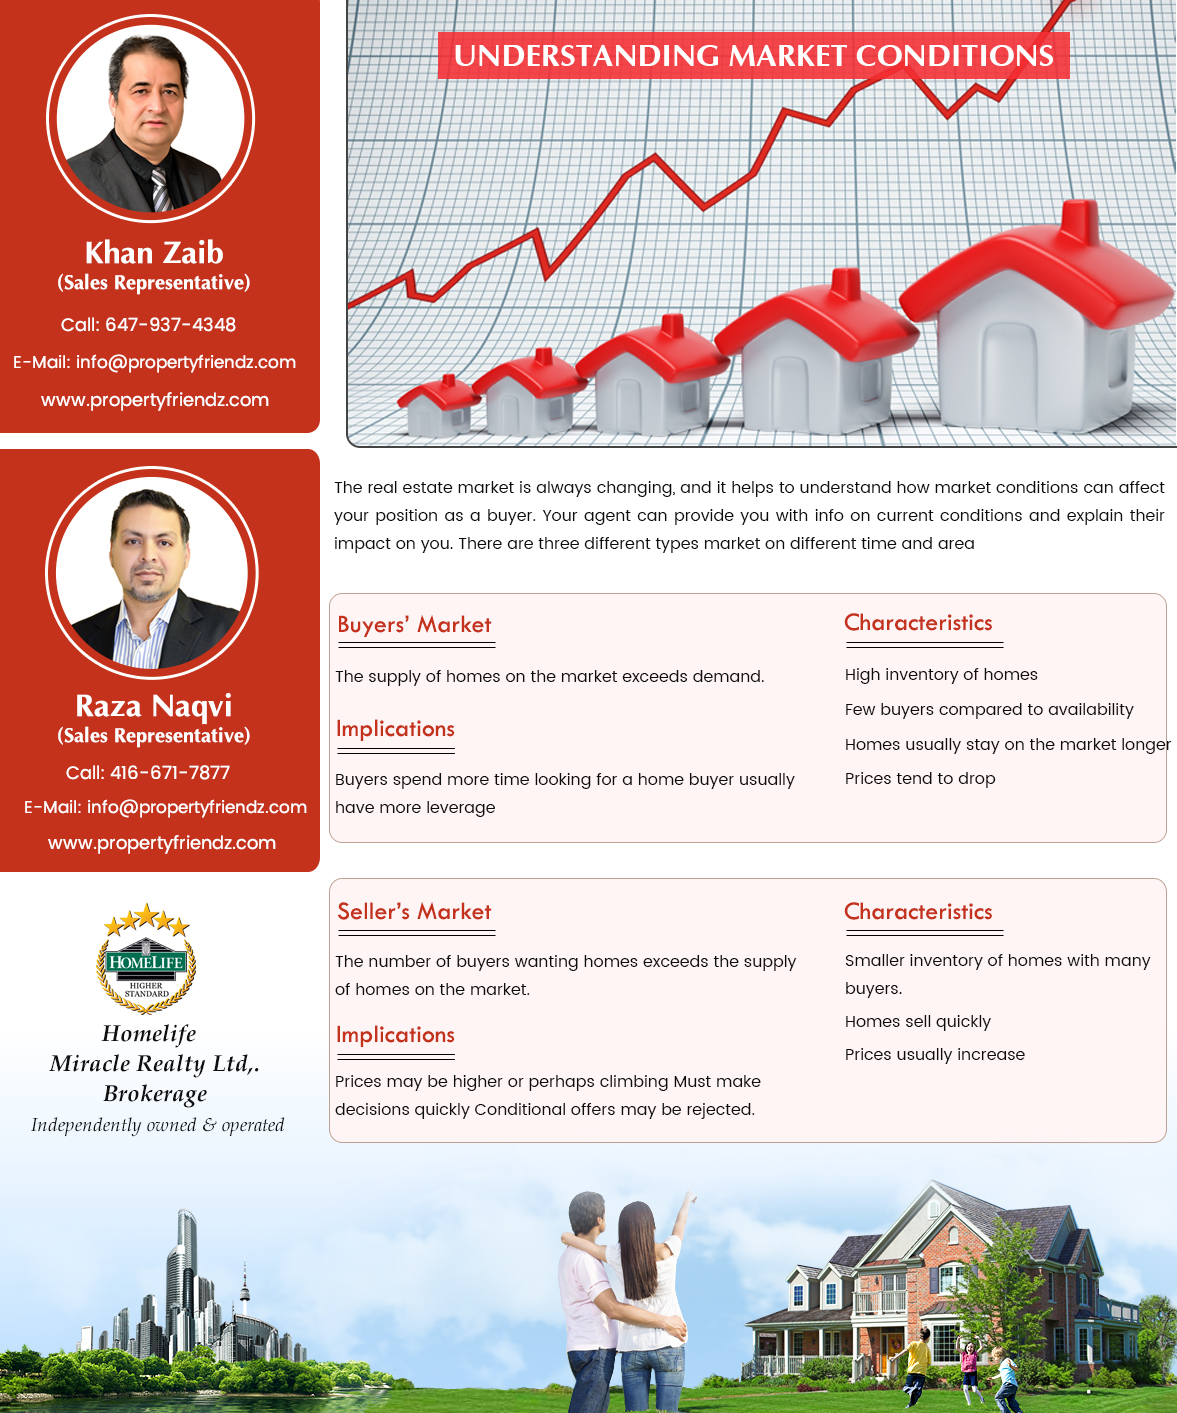 Khan Zaib
(Sales Representative)
Call: 647-937-4348
E-Mail: info@propertyfriendz.com
www.propertyfriendz.com
Raza Naqvi
(Sales Representative)
Call: 416-671-7877
E-Mail: info@propertyfriendz.com
www.propertyfriendz.com
HOMELIFE
HIGHER
STANDARD
Homelife
Miracle Realty Ltd,.
Brokerage
Independently owned & operated
UNDERSTANDING MARKET CONDITIONS
The real estate market is always changing, and it helps to understand how market conditions can affect
your position as a buyer. Your agent can provide you with info on current conditions and explain their
impact on you. There are three different types market on different time and area
Buyers’ Market
The supply of homes on the market exceeds demand.
Implications
Buyers spend more time looking for a home buyer usually
have more leverage
Characteristics
High inventory of homes
Few buyers compared to availability
Homes usually stay on the market longer
Prices tend to drop
Seller’s Market
The number of buyers wanting homes exceeds the supply
of homes on the market.
Implications
Prices may be higher or perhaps climbing Must make
decisions quickly Conditional offers may be rejected.
Characteristics
Smaller inventory of homes with many
buyers.
Homes sell quickly
Prices usually increase